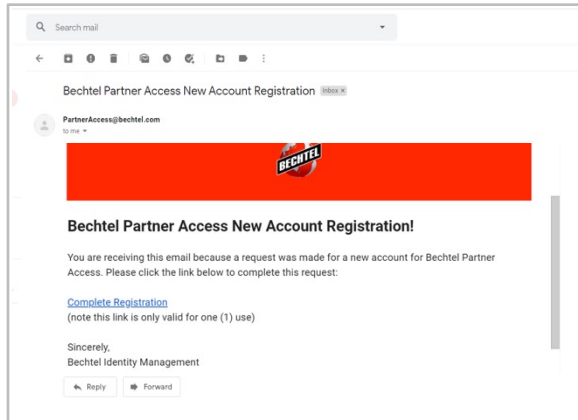 Search mail
Bechtel Partner Access New Account Registration Inbox x
PartnerAccess@bechtel.com
to me
BECHTEL
Bechtel Partner Access New Account Registration!
You are receiving this email because a request was made for a new account for Bechtel Partner
Access. Please click the link below to complete this request:
Complete Registration
(note this link is only valid for one (1) use)
Sincerely,
Bechtel Identity Management
Reply Forward